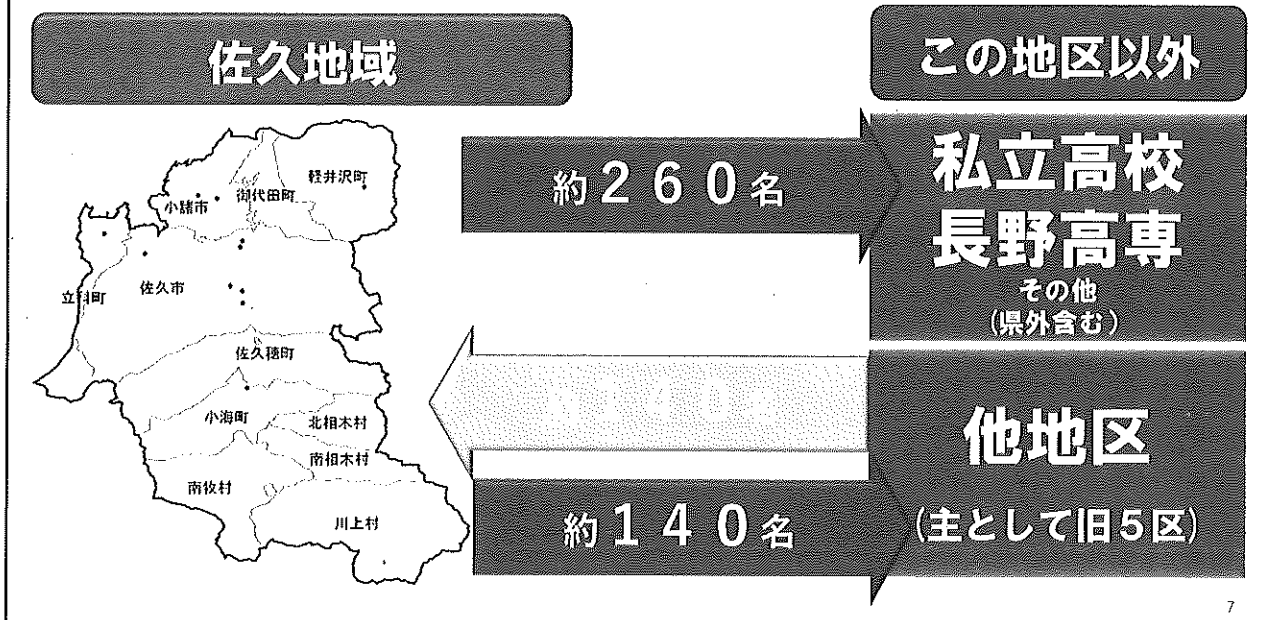 佐久地域
この地区以外
軽井沢町
御代田町
小諸市
立科町
佐久市
佐久穂町
小海町
北相木村
南相木村
南牧村
川上村
約260名
私立高校
長野高専
その他
(県外含む)
他地区
(主として旧5区)
約140名
7